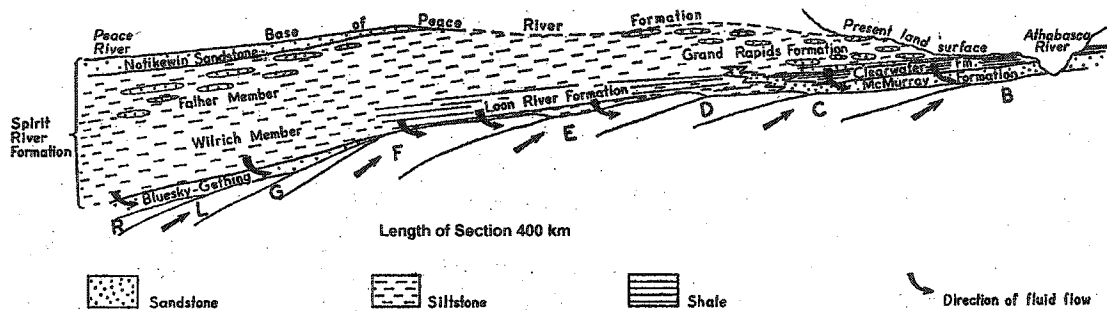 Peace River
Base of Peace River Formation
Present land surface
Athabasca River
Notikewin Sandstone
Grand Rapids Formation
Clearwater Fm.
McMurray Formation
Falher Member
Loon River Formation
Spirit River Formation
Wilrich Member
Bluesky-Gething
R
L
G
F
E
D
C
B
Length of Section 400 km
Sandstone
Siltstone
Shale
Direction of fluid flow